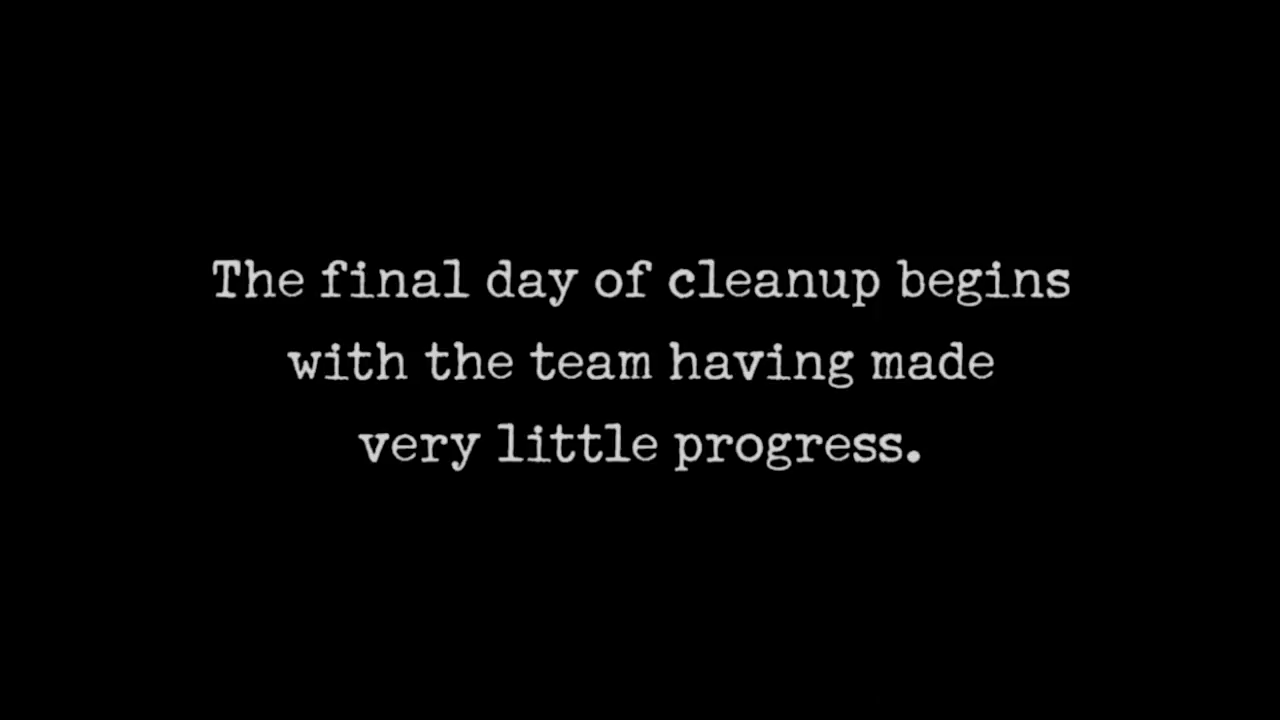 The final day of cleanup begins
with the team having made
very little progress.